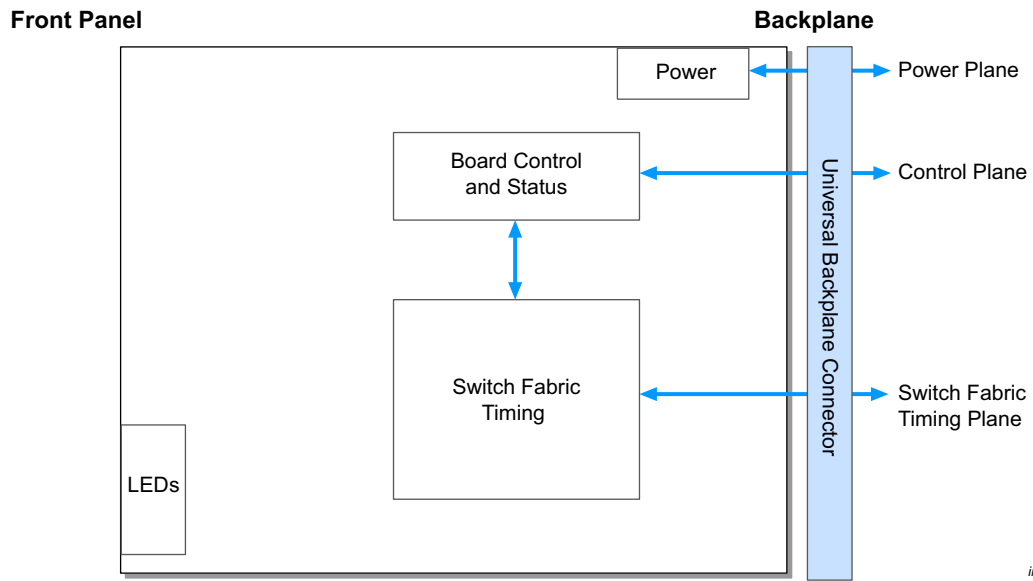 Front Panel
Backplane
Power
Power Plane
Board Control
and Status
Control Plane
Universal Backplane Connector
Switch Fabric
Timing
Switch Fabric
Timing Plane
LEDs